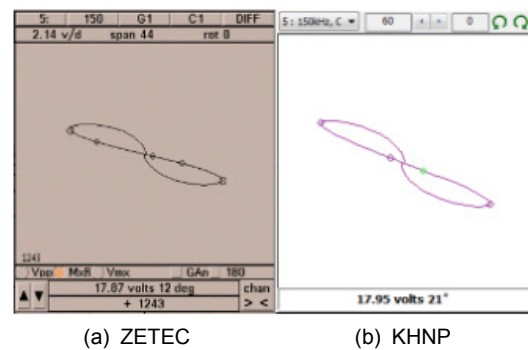 5: 150 G1 C1 DIFF
2.14 v/d span 44 rot 0
1243
Vpp MxR Vmx GAn 180
17.87 volts 12 deg chan
+ 1243 > <
5 : 150kHz, C 60 0
17.95 volts 21°
(a) ZETEC (b) KHNP